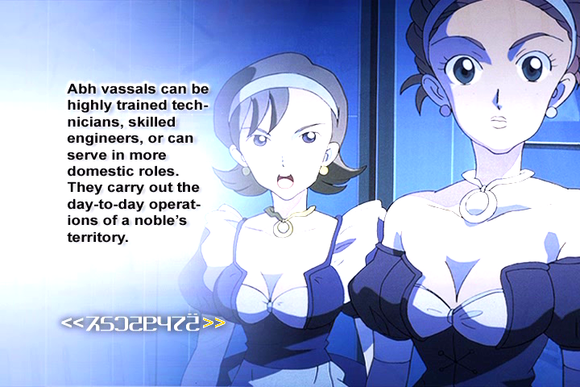 Abh vassals can be
highly trained tech-
nicians, skilled
engineers, or can
serve in more
domestic roles.
They carry out the
day-to-day operat-
ions of a noble's
territory.